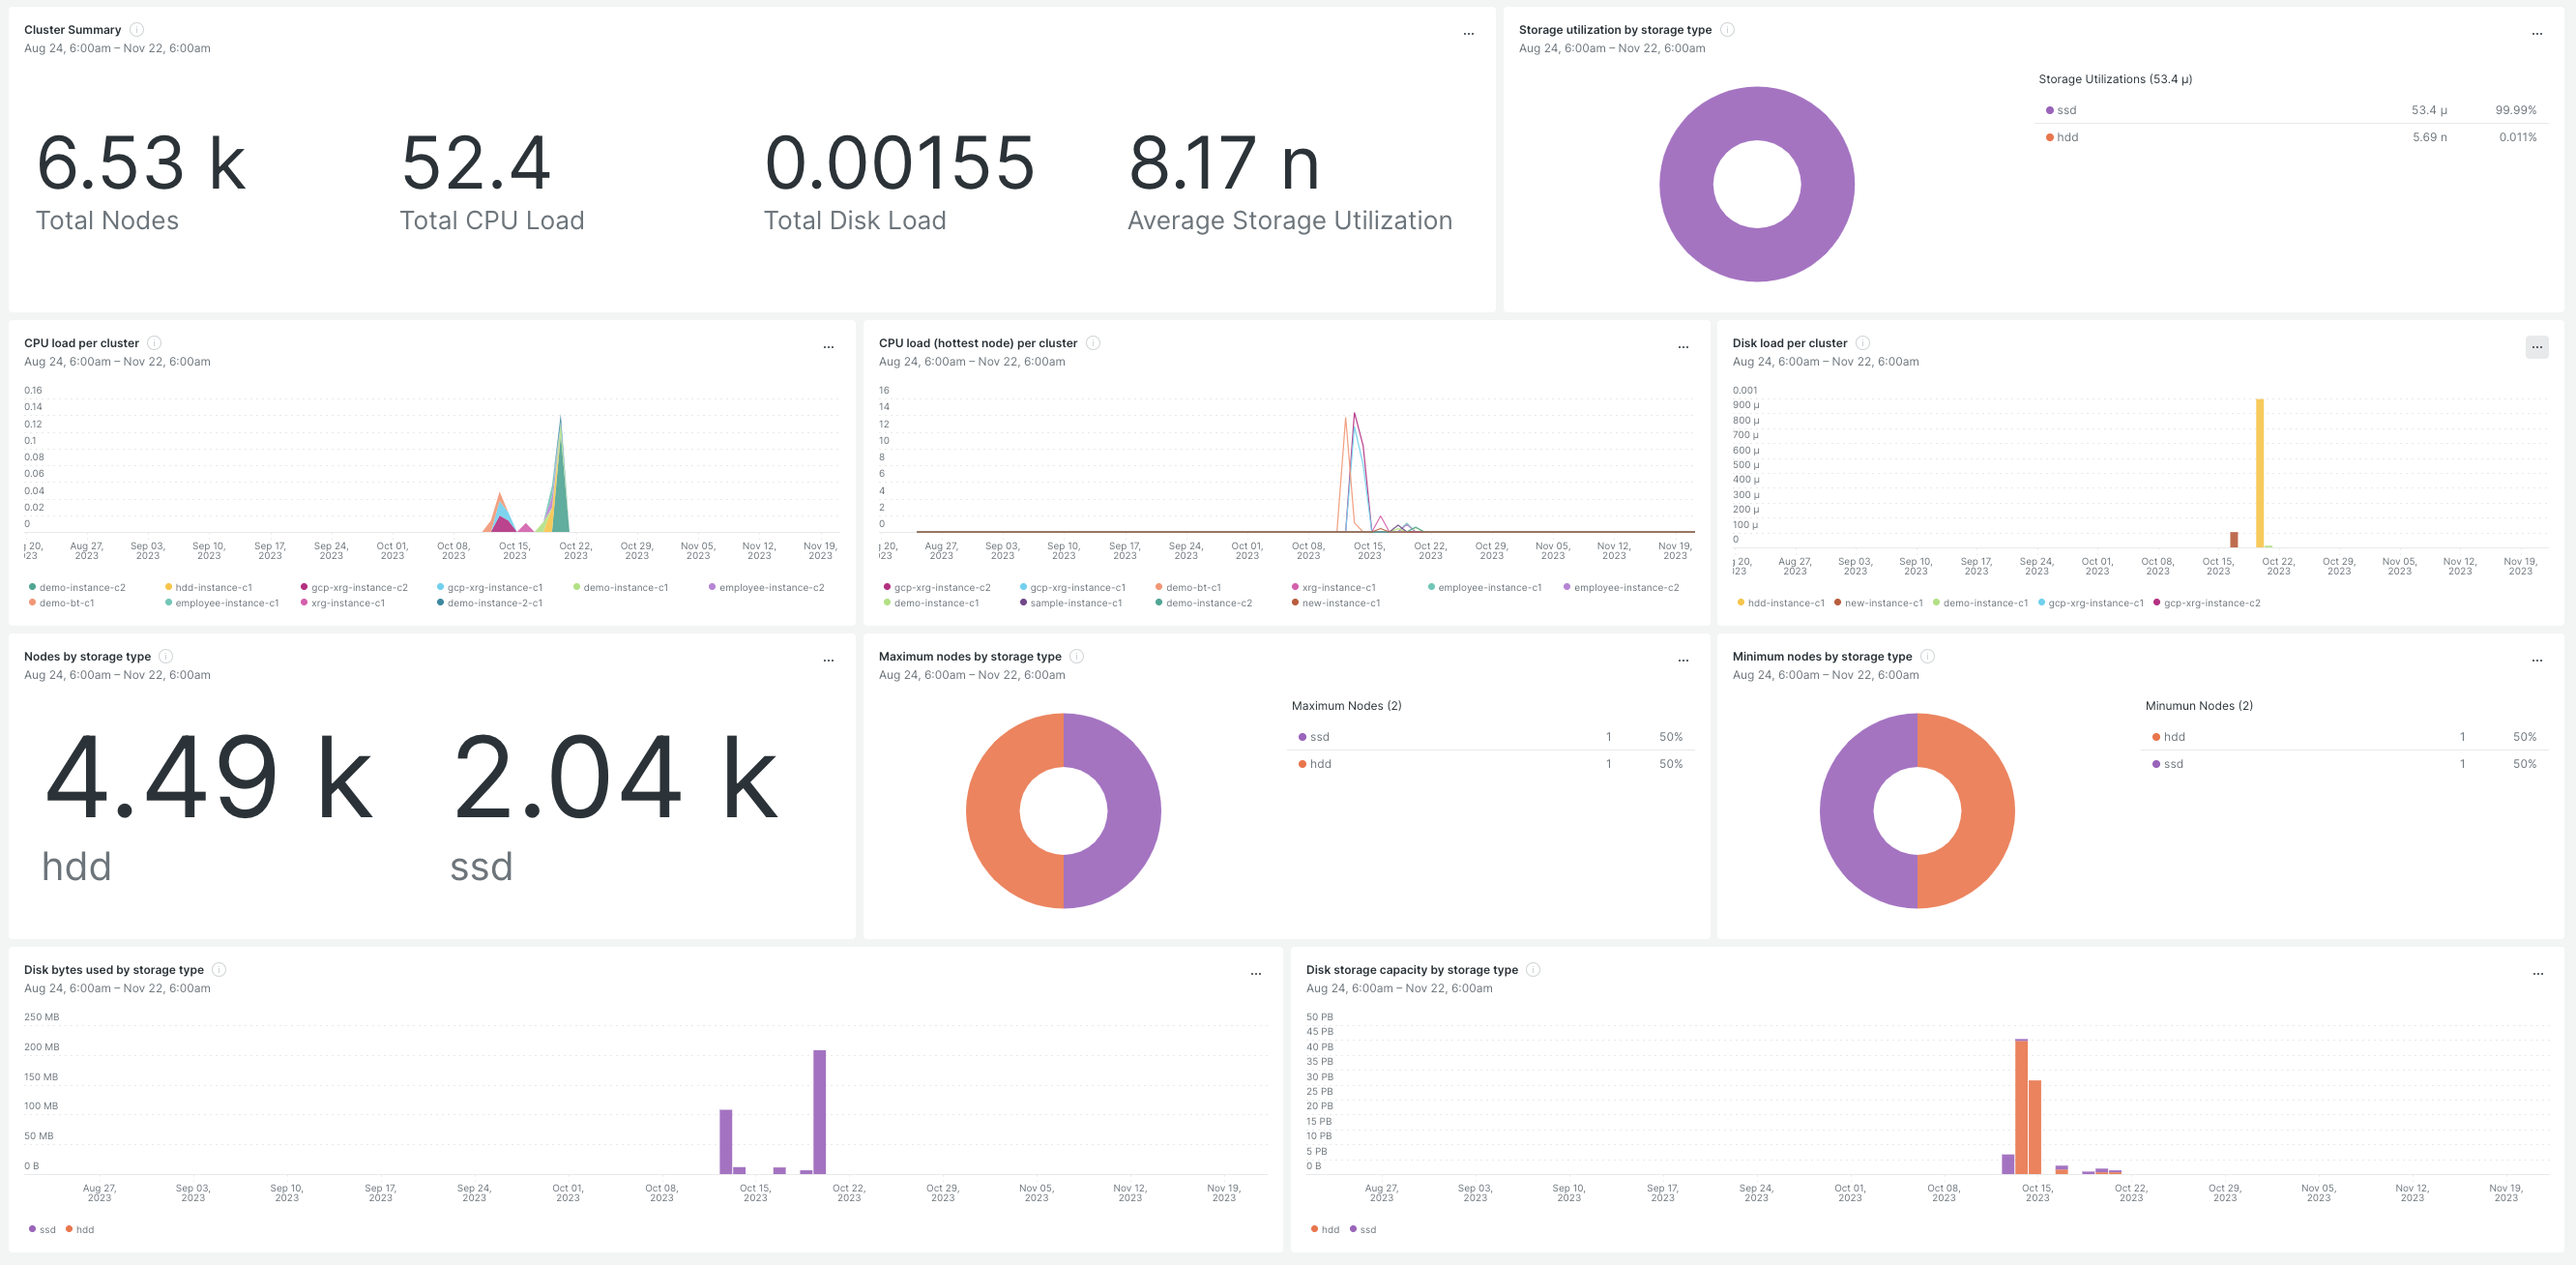 Cluster Summary
Aug 24, 6:00am – Nov 22, 6:00am
...
6.53 k
Total Nodes
52.4
Total CPU Load
0.00155
Total Disk Load
8.17 n
Average Storage Utilization
Storage utilization by storage type
Aug 24, 6:00am – Nov 22, 6:00am
...
Storage Utilizations (53.4 µ)
ssd 53.4 µ 99.99%
hdd 5.69 n 0.011%
CPU load per cluster
Aug 24, 6:00am – Nov 22, 6:00am
...
0.16
0.14
0.12
0.1
0.08
0.06
0.04
0.02
0
20, Aug 27, Sep 03, Sep 10, Sep 17, Sep 24, Oct 01, Oct 08, Oct 15, Oct 22, Oct 29, Nov 05, Nov 12, Nov 19,
23 2023 2023 2023 2023 2023 2023 2023 2023 2023 2023 2023 2023 2023
demo-instance-c2 hdd-instance-c1 gcp-xrg-instance-c2 gcp-xrg-instance-c1 demo-instance-c1 employee-instance-c2
demo-bt-c1 employee-instance-c1 xrg-instance-c1 demo-instance-2-c1
CPU load (hottest node) per cluster
Aug 24, 6:00am – Nov 22, 6:00am
...
16
14
12
10
8
6
4
2
0
20, Aug 27, Sep 03, Sep 10, Sep 17, Sep 24, Oct 01, Oct 08, Oct 15, Oct 22, Oct 29, Nov 05, Nov 12, Nov 19,
23 2023 2023 2023 2023 2023 2023 2023 2023 2023 2023 2023 2023 2023
gcp-xrg-instance-c2 gcp-xrg-instance-c1 demo-bt-c1 xrg-instance-c1 employee-instance-c1 employee-instance-c2
demo-instance-c1 sample-instance-c1 demo-instance-c2 new-instance-c1
Disk load per cluster
Aug 24, 6:00am – Nov 22, 6:00am
...
0.001
900 µ
800 µ
700 µ
600 µ
500 µ
400 µ
300 µ
200 µ
100 µ
0
20, Aug 27, Sep 03, Sep 10, Sep 17, Sep 24, Oct 01, Oct 08, Oct 15, Oct 22, Oct 29, Nov 05, Nov 12, Nov 19,
23 2023 2023 2023 2023 2023 2023 2023 2023 2023 2023 2023 2023 2023
hdd-instance-c1 new-instance-c1 demo-instance-c1 gcp-xrg-instance-c1 gcp-xrg-instance-c2
Nodes by storage type
Aug 24, 6:00am – Nov 22, 6:00am
...
4.49 k
hdd
2.04 k
ssd
Maximum nodes by storage type
Aug 24, 6:00am – Nov 22, 6:00am
...
Maximum Nodes (2)
ssd 1 50%
hdd 1 50%
Minimum nodes by storage type
Aug 24, 6:00am – Nov 22, 6:00am
...
Minumun Nodes (2)
hdd 1 50%
ssd 1 50%
Disk bytes used by storage type
Aug 24, 6:00am – Nov 22, 6:00am
...
250 MB
200 MB
150 MB
100 MB
50 MB
0 B
Aug 27, Sep 03, Sep 10, Sep 17, Sep 24, Oct 01, Oct 08, Oct 15, Oct 22, Oct 29, Nov 05, Nov 12, Nov 19,
2023 2023 2023 2023 2023 2023 2023 2023 2023 2023 2023 2023 2023
ssd hdd
Disk storage capacity by storage type
Aug 24, 6:00am – Nov 22, 6:00am
...
50 PB
45 PB
40 PB
35 PB
30 PB
25 PB
20 PB
15 PB
10 PB
5 PB
0 B
Aug 27, Sep 03, Sep 10, Sep 17, Sep 24, Oct 01, Oct 08, Oct 15, Oct 22, Oct 29, Nov 05, Nov 12, Nov 19,
2023 2023 2023 2023 2023 2023 2023 2023 2023 2023 2023 2023 2023
hdd ssd